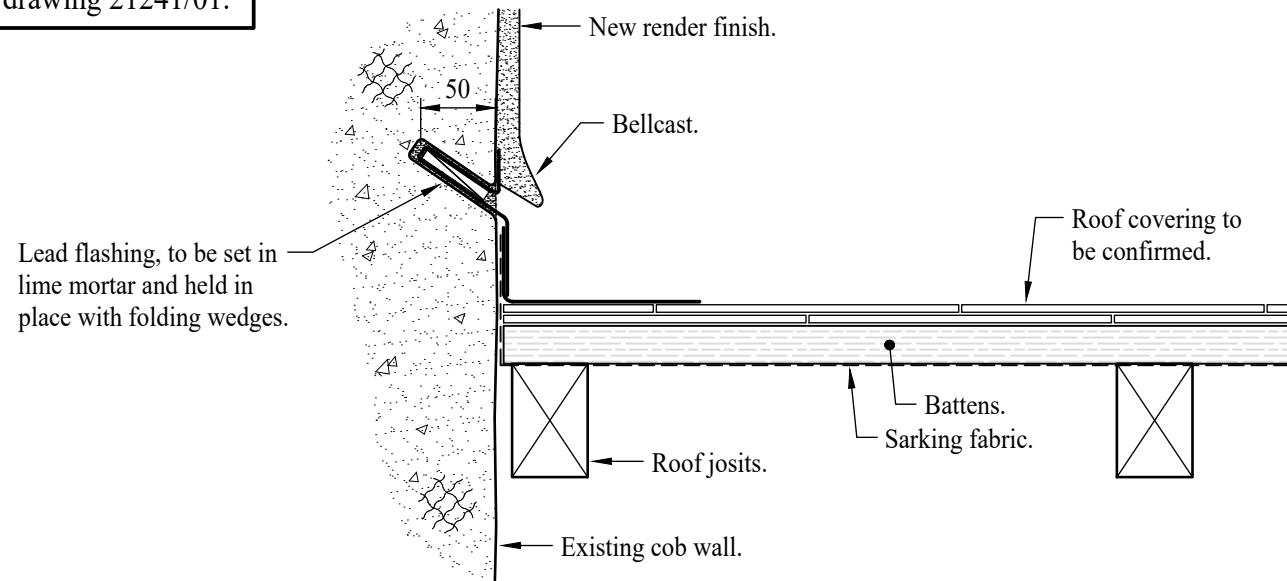 drawing 21241/01.
New render finish.
50
Bellcast.
Roof covering to
be confirmed.
Lead flashing, to be set in
lime mortar and held in
place with folding wedges.
Battens.
Sarking fabric.
Roof josits.
Existing cob wall.